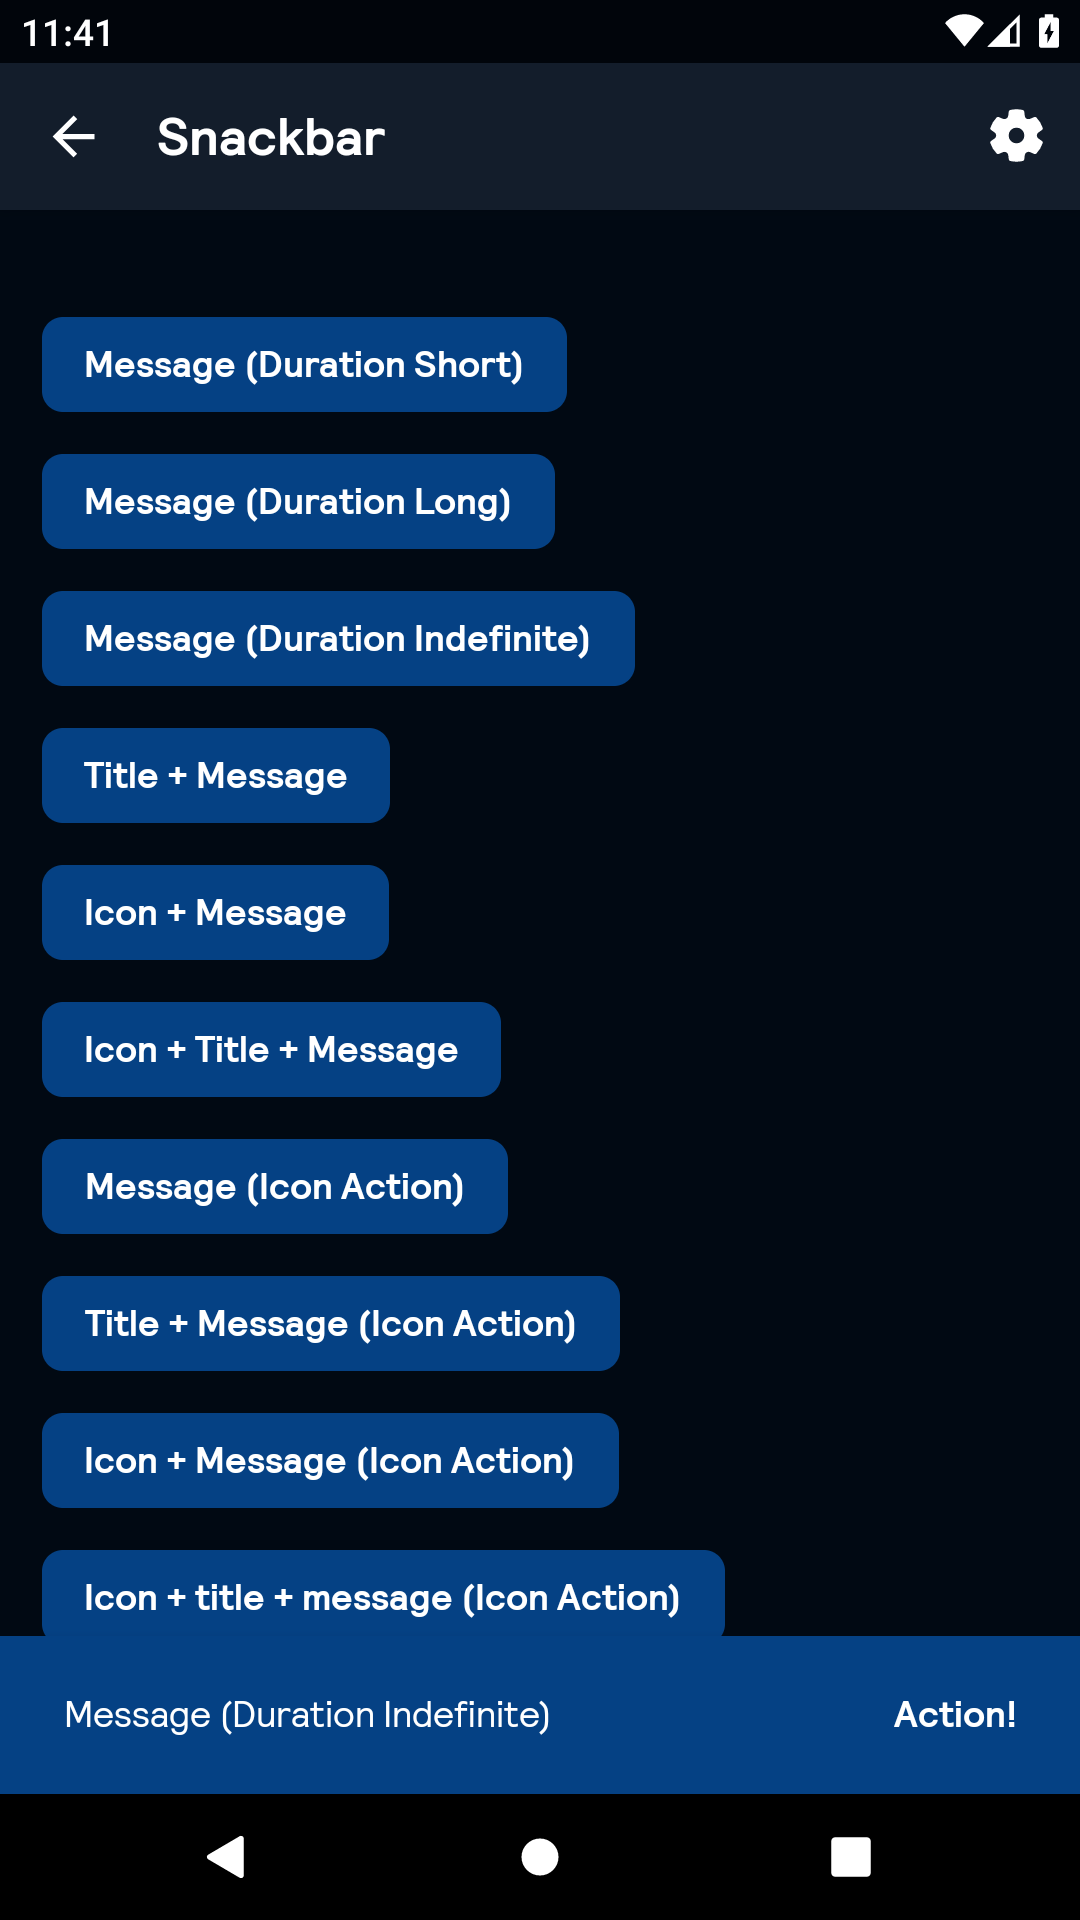 11:41
Snackbar
Message (Duration Short)
Message (Duration Long)
Message (Duration Indefinite)
Title + Message
Icon + Message
Icon + Title + Message
Message (Icon Action)
Title + Message (Icon Action)
Icon + Message (Icon Action)
Icon + title + message (Icon Action)
Message (Duration Indefinite) Action!